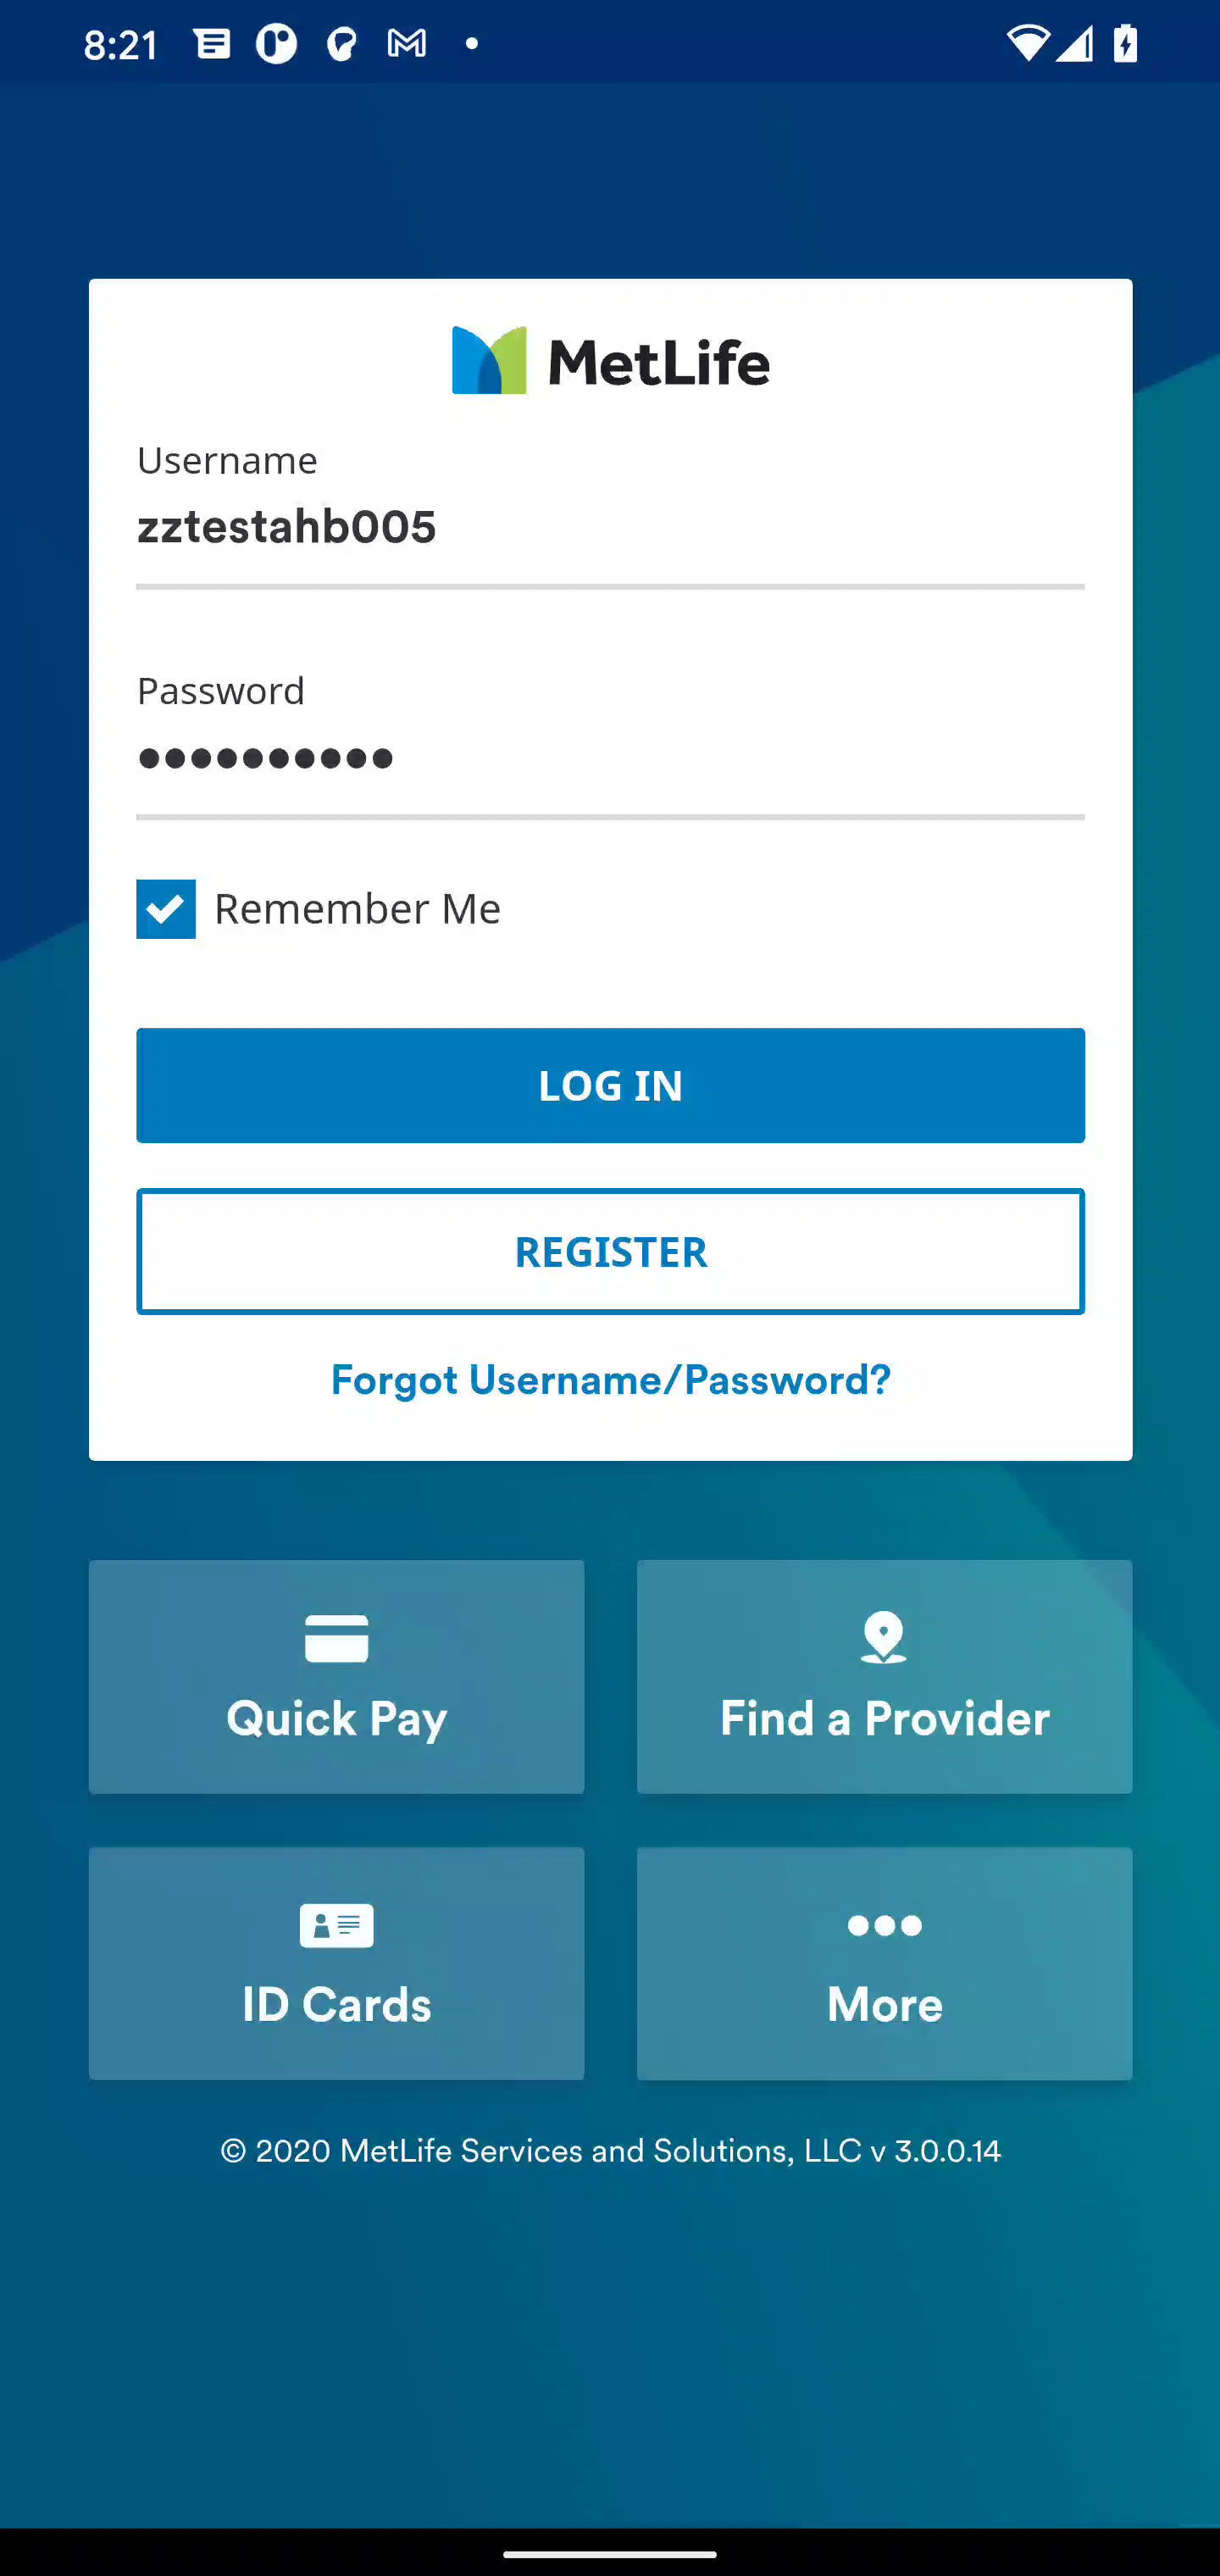 8:21
MetLife
Username
zztestahb005
Password
••••••••••
Remember Me
LOG IN
REGISTER
Forgot Username/Password?
Quick Pay
Find a Provider
ID Cards
More
© 2020 MetLife Services and Solutions, LLC v 3.0.0.14